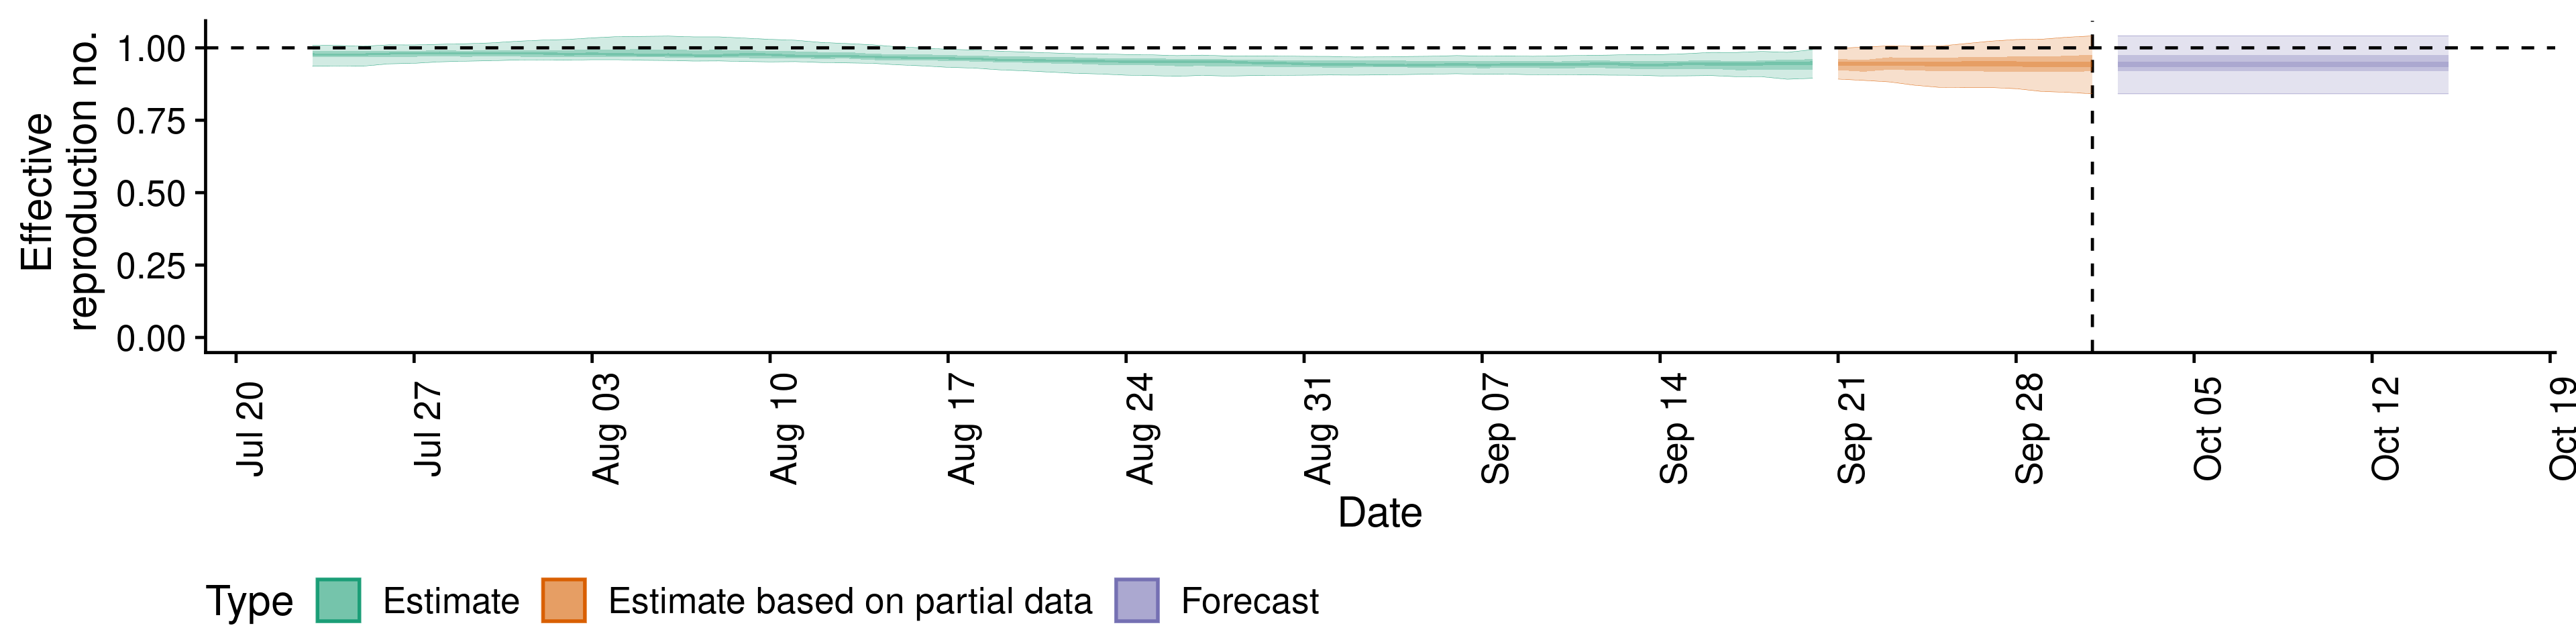 Effective
reproduction no.
1.00
0.75
0.50
0.25
0.00
Jul 20
Jul 27
Aug 03
Aug 10
Aug 17
Aug 24
Aug 31
Sep 07
Sep 14
Sep 21
Sep 28
Oct 05
Oct 12
Oct 19
Date
Type Estimate Estimate based on partial data Forecast